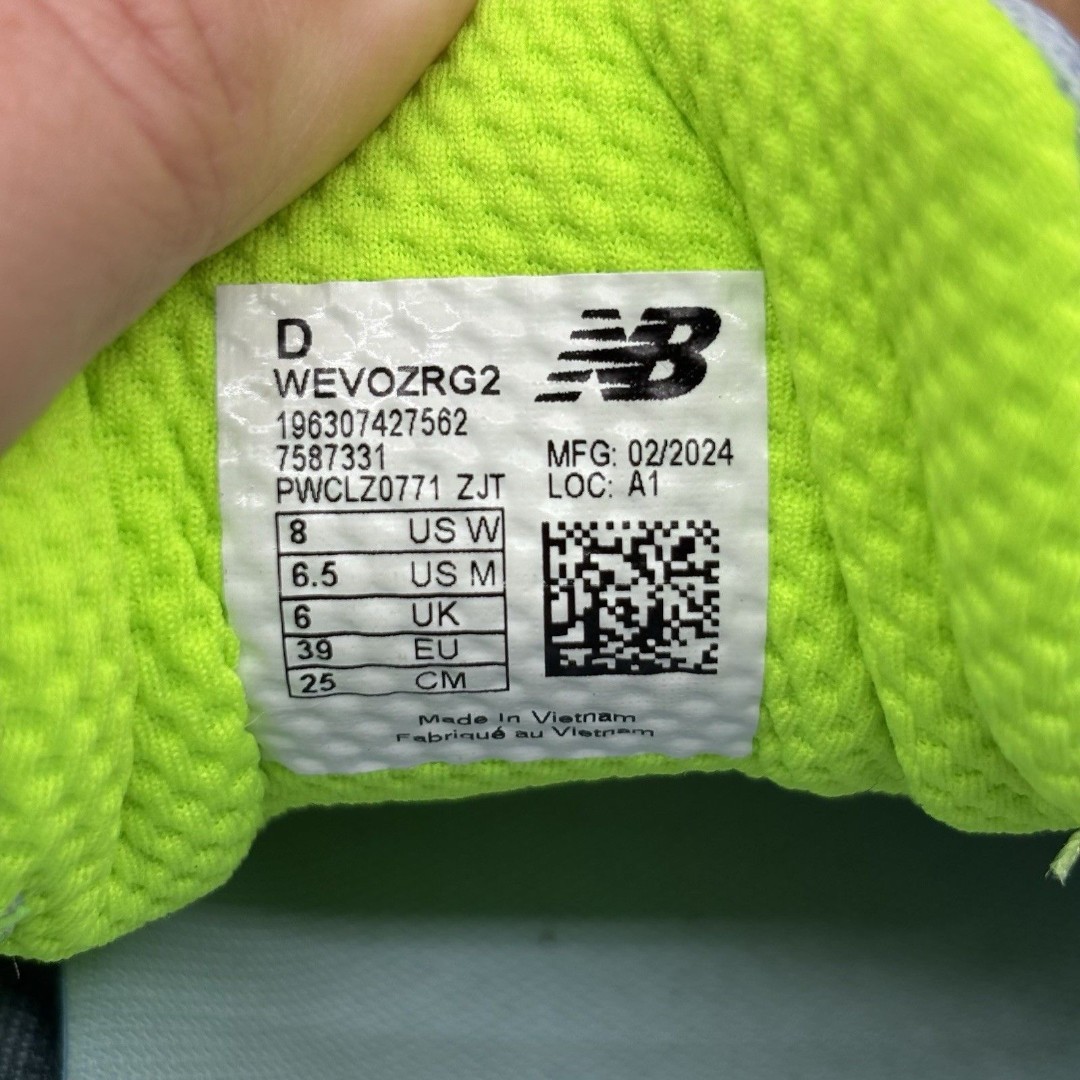 D
WEVOZRG2
196307427562
7587331
PWCLZ0771 ZJT
NB
MFG: 02/2024
LOC: A1
8 US W
6.5 US M
6 UK
39 EU
25 CM
Made in Vietnam
Fabriqué au Vietnam